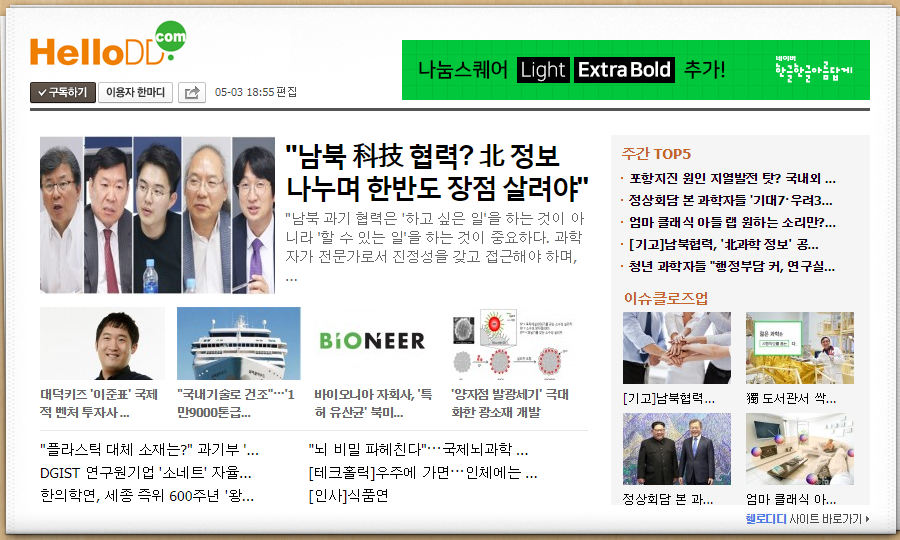 HelloDD.com
구독하기 이용자 한마디 05-03 18:55 편집
나눔스퀘어 Light ExtraBold 추가!
네이버
한글한글아름답게
"남북 科技 협력? 北 정보
나누며 한반도 장점 살려야"
"남북 과기 협력은 '하고 싶은 일'을 하는 것이 아
니라 '할 수 있는 일'을 하는 것이 중요하다. 과학
자가 전문가로서 진정성을 갖고 접근해야 하며,
...
BIONEER
대덕키즈 '이준표' 국제
적 벤처 투자사 ...
"국내기술로 건조"…'1
만9000톤급...
바이오니아 자회사, '특
허 유산균' 북미...
'양자점 발광세기' 극대
화한 광소재 개발
"플라스틱 대체 소재는?" 과기부 '...
DGIST 연구원기업 '소네트' 자율...
한의학연, 세종 즉위 600주년 '왕...
"뇌 비밀 파헤친다"…국제뇌과학 ...
[테크홀릭]우주에 가면…인체에는 ...
[인사]식품연
주간 TOP5
포항지진 원인 지열발전 탓? 국내외 ...
정상회담 본 과학자들 '기대7·우려3...
엄마 클래식 아들 랩 원하는 소리만?...
[기고]남북협력, '北과학 정보' 공...
청년 과학자들 "행정부담 커, 연구실...
이슈클로즈업
[기고]남북협력...
獨 도서관서 싹...
정상회담 본 과...
엄마 클래식 아...
헬로디디 사이트 바로가기